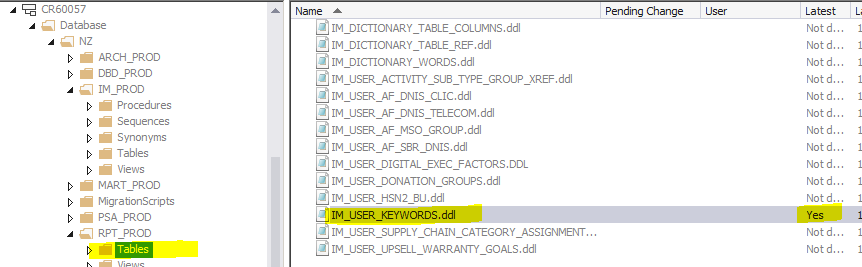 CR60057
Database
NZ
ARCH_PROD
DBD_PROD
IM_PROD
Procedures
Sequences
Synonyms
Tables
Views
MART_PROD
MigrationScripts
PSA_PROD
RPT_PROD
Tables
Views
Name Pending Change User Latest
IM_DICTIONARY_TABLE_COLUMNS.ddl Not d... 1
IM_DICTIONARY_TABLE_REF.ddl Not d... 1
IM_DICTIONARY_WORDS.ddl Not d... 1
IM_USER_ACTIVITY_SUB_TYPE_GROUP_XREF.ddl Not d... 1
IM_USER_AF_DNIS_CLIC.ddl Not d... 1
IM_USER_AF_DNIS_TELECOM.ddl Not d... 1
IM_USER_AF_MSO_GROUP.ddl Not d... 1
IM_USER_AF_SBR_DNIS.ddl Not d... 1
IM_USER_DIGITAL_EXEC_FACTORS.DDL Not d... 1
IM_USER_DONATION_GROUPS.ddl Not d... 1
IM_USER_HSN2_BU.ddl Not d... 1
IM_USER_KEYWORDS.ddl Yes 1
IM_USER_SUPPLY_CHAIN_CATEGORY_ASSIGNMENT... Not d... 1
IM_USER_UPSELL_WARRANTY_GOALS.ddl Not d... 1